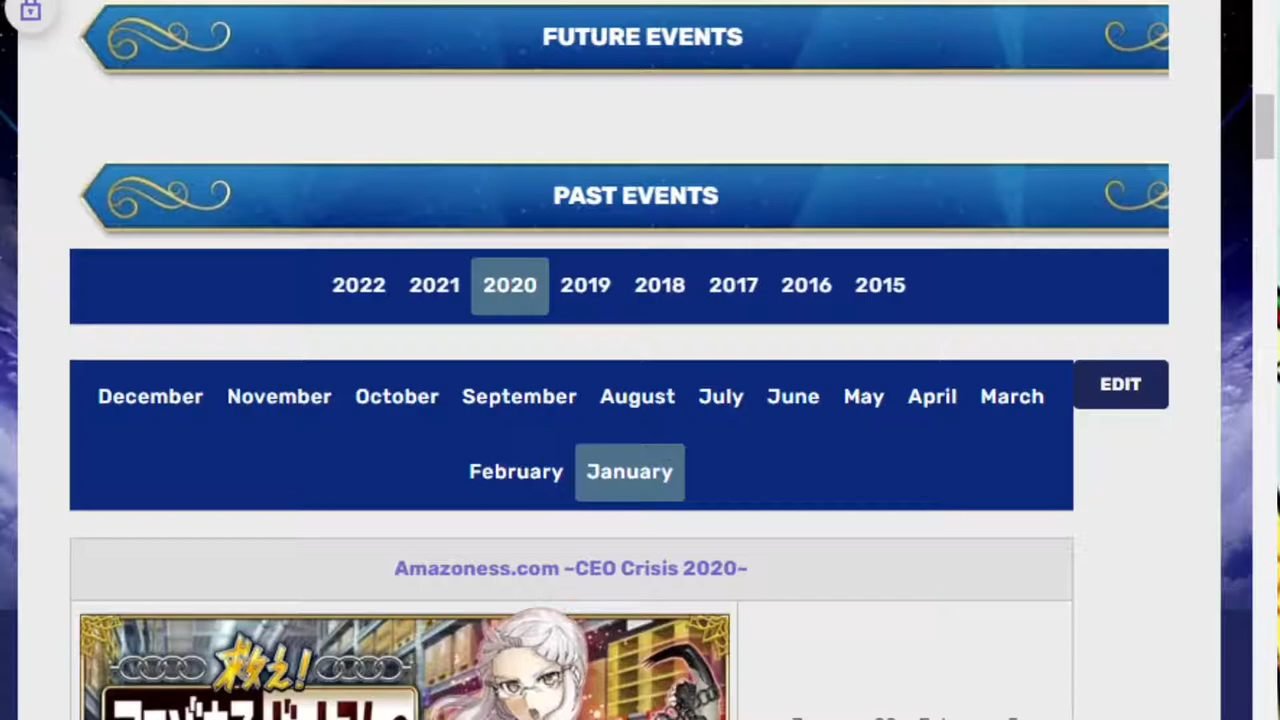 FUTURE EVENTS
PAST EVENTS
2022 2021 2020 2019 2018 2017 2016 2015
December November October September August July June May April March
EDIT
February January
Amazoness.com ~CEO Crisis 2020~
救え!